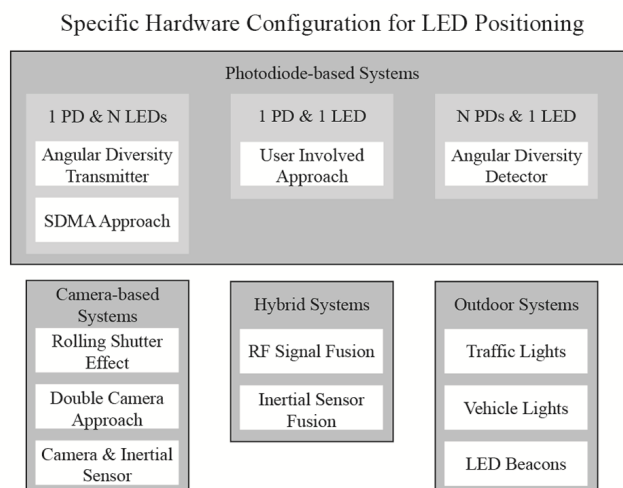 Specific Hardware Configuration for LED Positioning
Photodiode-based Systems
1 PD & N LEDs
Angular Diversity
Transmitter
SDMA Approach
1 PD & 1 LED
User Involved
Approach
N PDs & 1 LED
Angular Diversity
Detector
Camera-based
Systems
Rolling Shutter
Effect
Double Camera
Approach
Camera & Inertial
Sensor
Hybrid Systems
RF Signal Fusion
Inertial Sensor
Fusion
Outdoor Systems
Traffic Lights
Vehicle Lights
LED Beacons